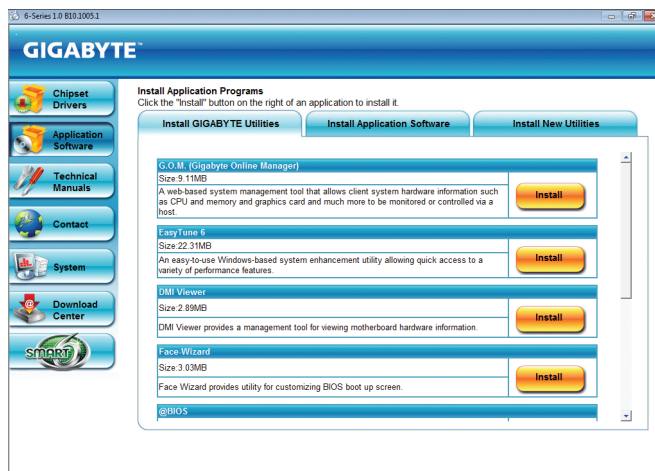 6-Series 1.0 B10.1005.1
GIGABYTE™
Chipset
Drivers
Application
Software
Technical
Manuals
Contact
System
Download
Center
SMART 6
Install Application Programs
Click the "Install" button on the right of an application to install it.
Install GIGABYTE Utilities
Install Application Software
Install New Utilities
G.O.M. (Gigabyte Online Manager)
Size:9.11MB
A web-based system management tool that allows client system hardware information such
as CPU and memory and graphics card and much more to be monitored or controlled via a
host.
Install
EasyTune 6
Size:22.31MB
An easy-to-use Windows-based system enhancement utility allowing quick access to a
variety of performance features.
Install
DMI Viewer
Size:2.89MB
DMI Viewer provides a management tool for viewing motherboard hardware information.
Install
Face-Wizard
Size:3.03MB
Face Wizard provides utility for customizing BIOS boot up screen.
Install
@BIOS